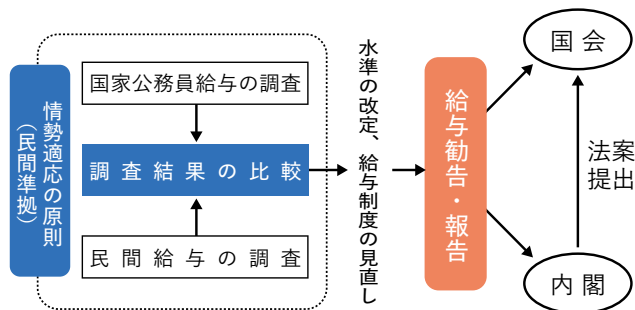 情勢適応の原則
（民間準拠）
国家公務員給与の調査
調査結果の比較
民間給与の調査
水準の改定、給与制度の見直し
給与勧告・報告
国会
法案
提出
内閣